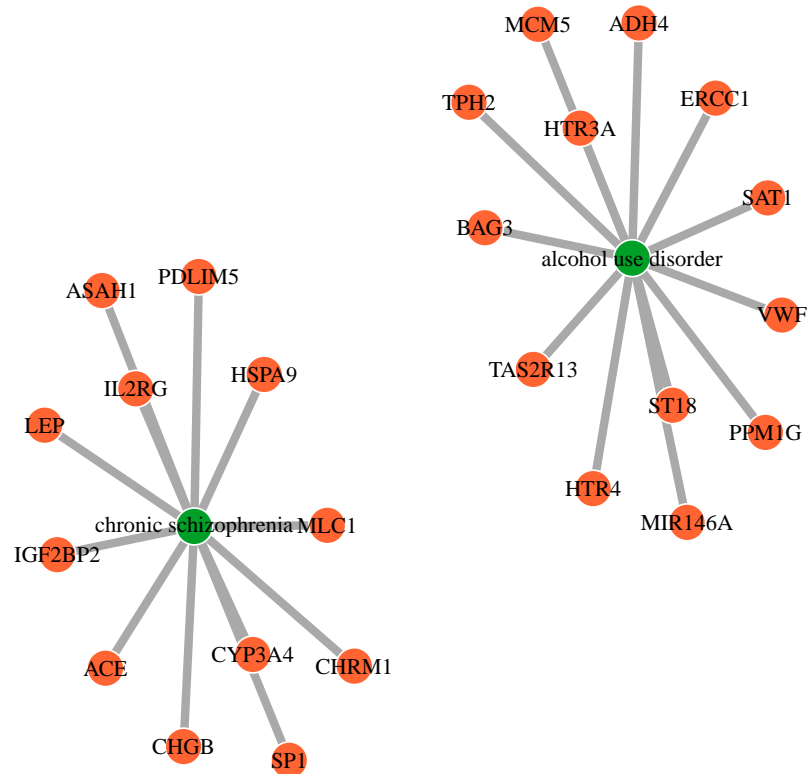 MCM5
ADH4
TPH2
ERCC1
HTR3A
SAT1
BAG3
alcohol use disorder
PDLIM5
ASAH1
VWF
TAS2R13
HSPA9
IL2RG
ST18
LEP
PPM1G
HTR4
MIR146A
chronic schizophrenia
MLC1
IGF2BP2
CYP3A4
ACE
CHRM1
CHGB
SP1